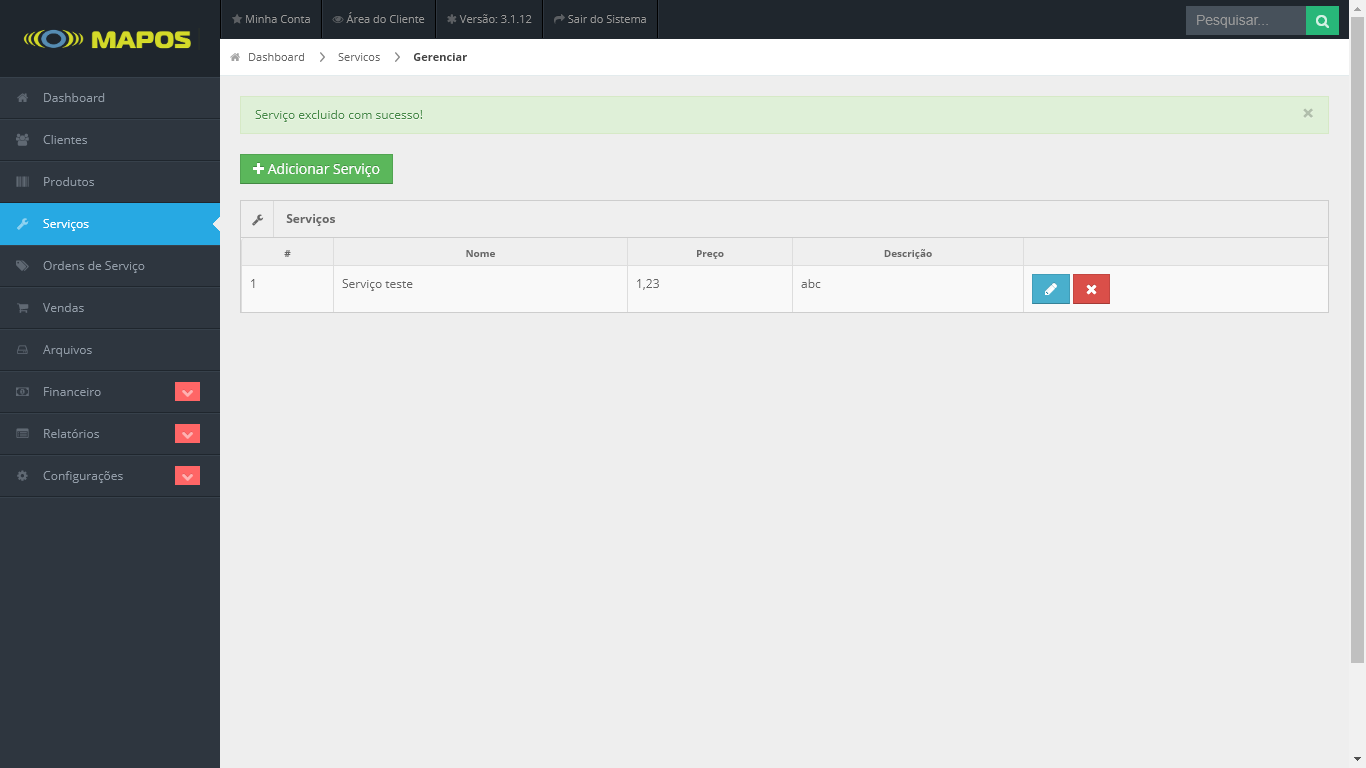 MAPOS
Minha Conta
Área do Cliente
Versão: 3.1.12
Sair do Sistema
Pesquisar...
Dashboard
Servicos
Gerenciar
Dashboard
Clientes
Produtos
Serviços
Ordens de Serviço
Vendas
Arquivos
Financeiro
Relatórios
Configurações
Serviço excluido com sucesso!
Adicionar Serviço
Serviços
# Nome Preço Descrição
1 Serviço teste 1,23 abc